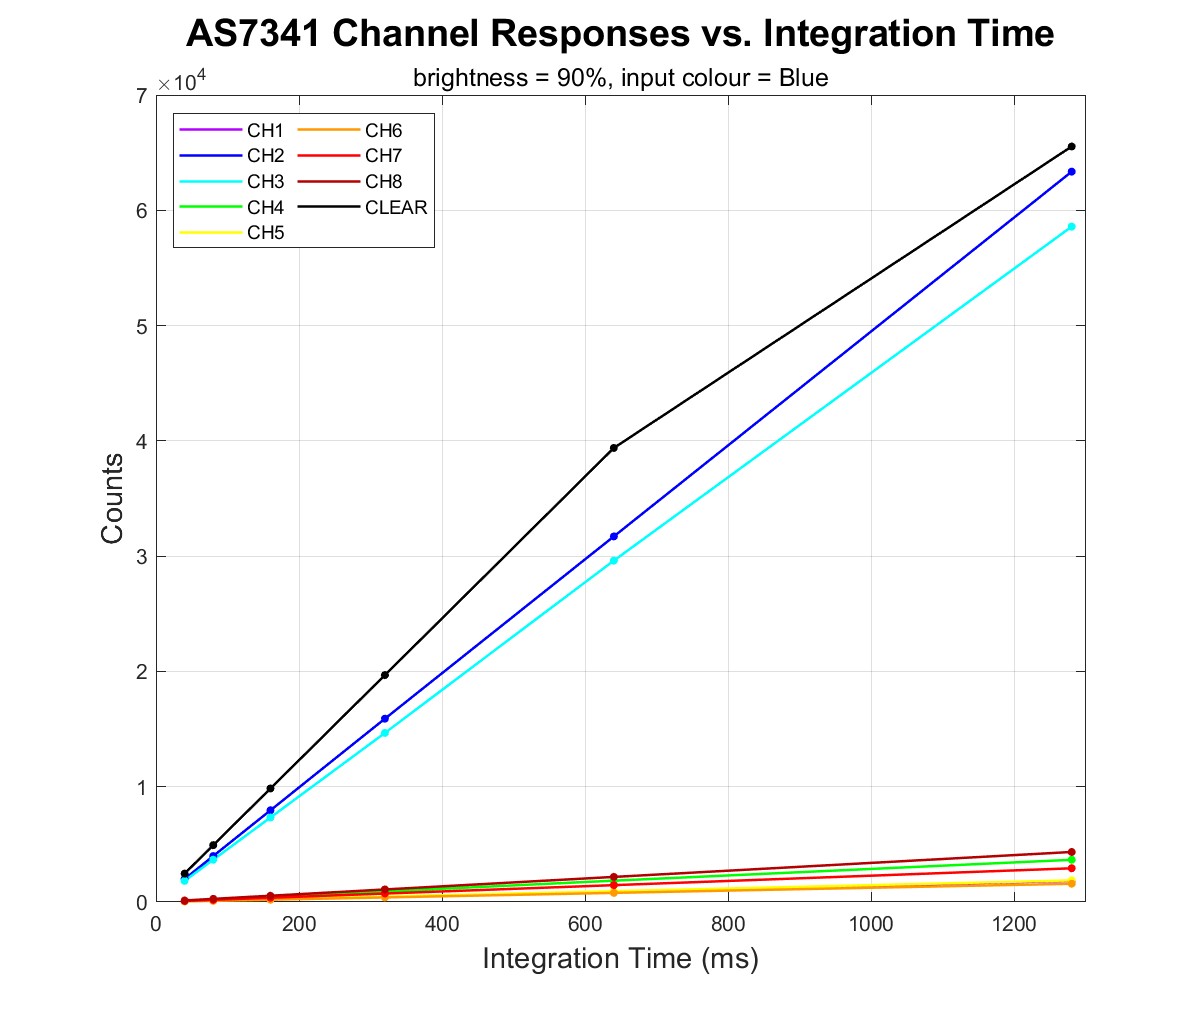 AS7341 Channel Responses vs. Integration Time
brightness = 90%, input colour = Blue
×10⁴
CH1 CH6
CH2 CH7
CH3 CH8
CH4 CLEAR
CH5
7
6
5
4
3
2
1
0
Counts
0 200 400 600 800 1000 1200
Integration Time (ms)